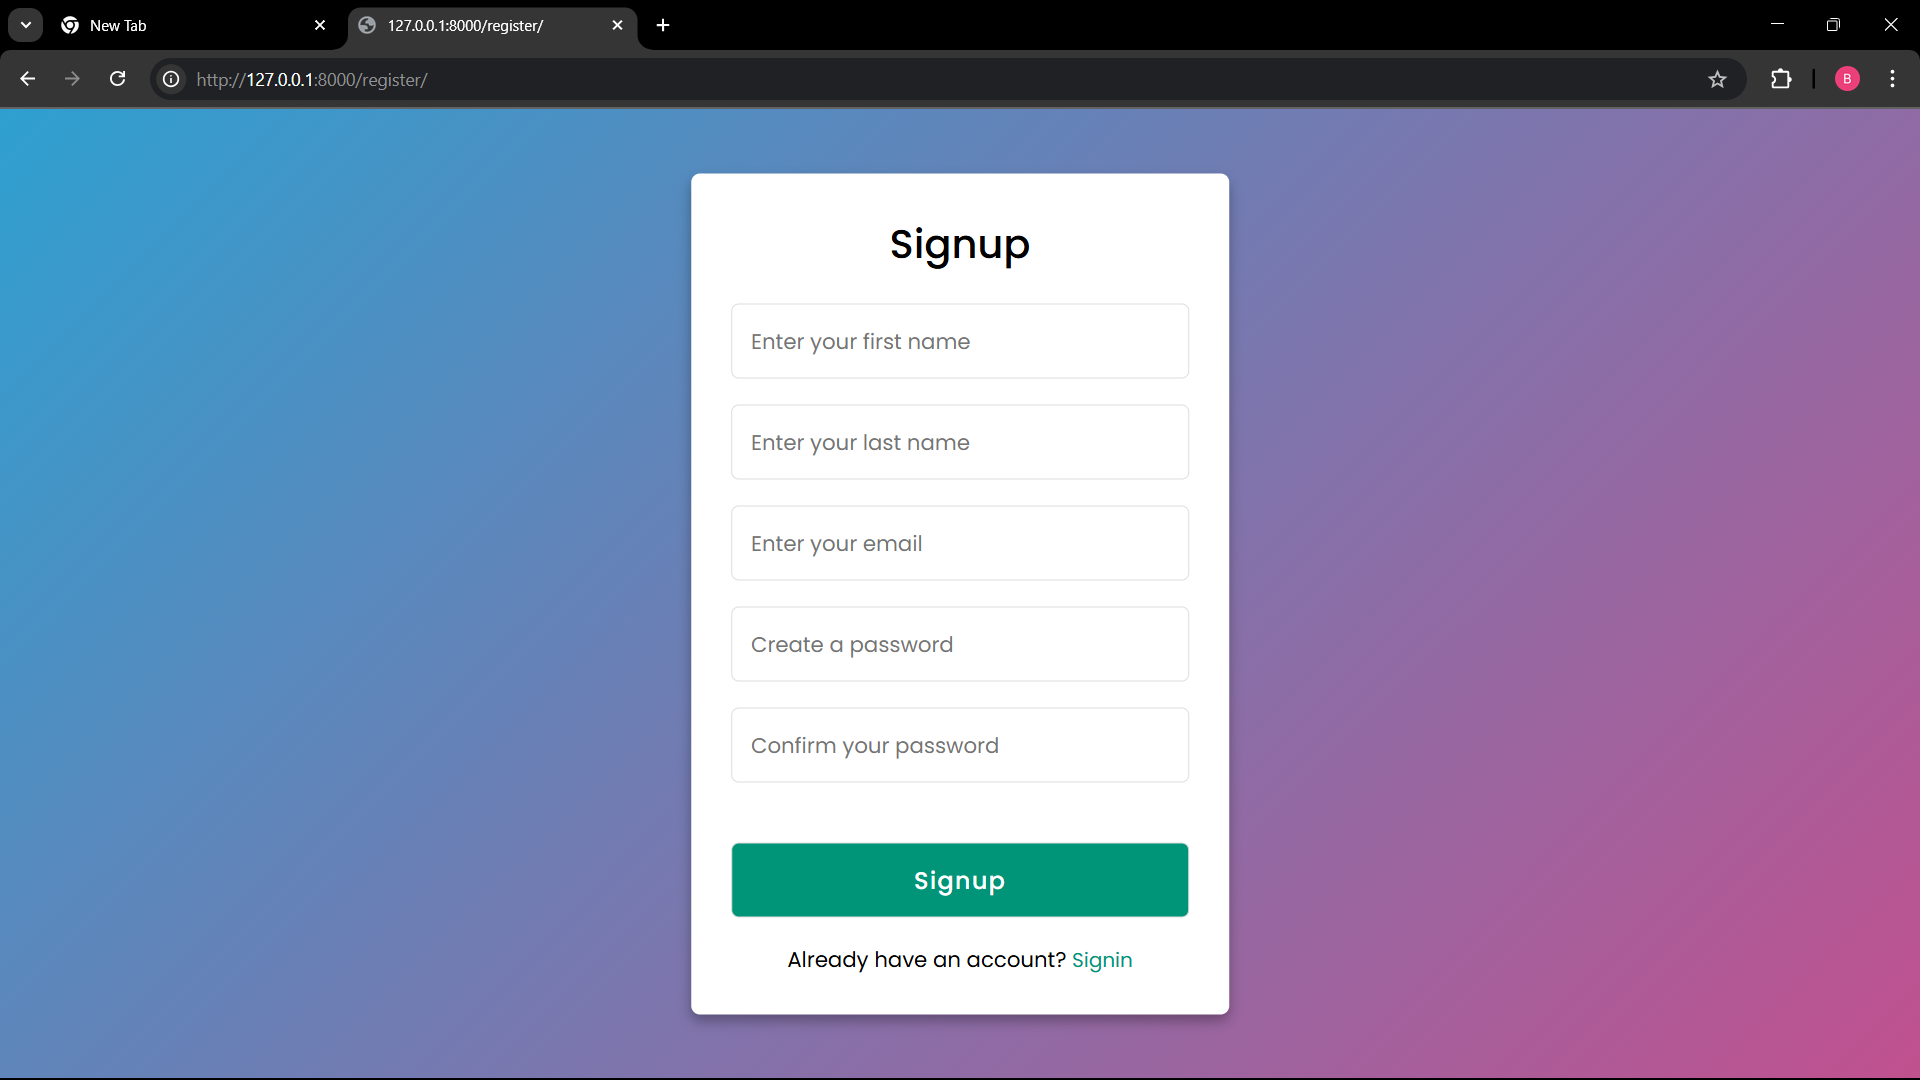 New Tab
127.0.0.1:8000/register/
http://127.0.0.1:8000/register/
B
Signup
Enter your first name
Enter your last name
Enter your email
Create a password
Confirm your password
Signup
Already have an account? Signin